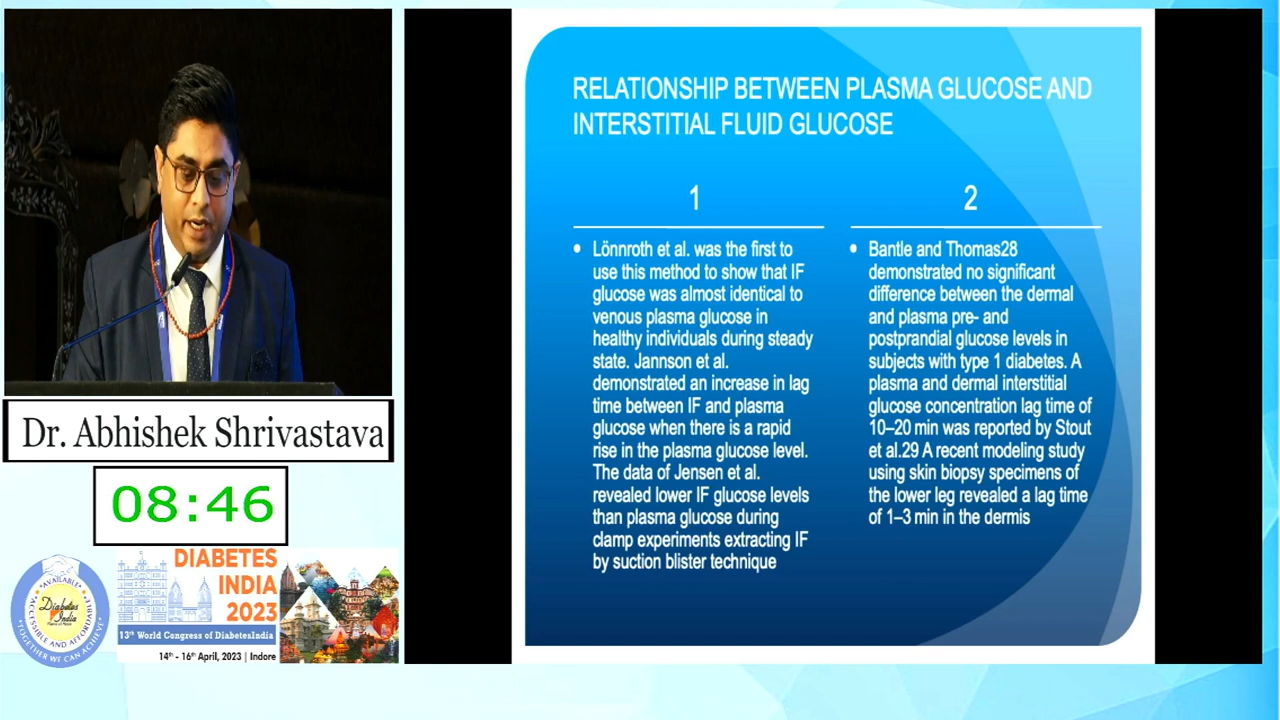 RELATIONSHIP BETWEEN PLASMA GLUCOSE AND
INTERSTITIAL FLUID GLUCOSE
1
• Lönnroth et al. was the first to
use this method to show that IF
glucose was almost identical to
venous plasma glucose in
healthy individuals during steady
state. Jannson et al.
demonstrated an increase in lag
time between IF and plasma
glucose when there is a rapid
rise in the plasma glucose level.
The data of Jensen et al.
revealed lower IF glucose levels
than plasma glucose during
clamp experiments extracting IF
by suction blister technique
2
• Bantle and Thomas28
demonstrated no significant
difference between the dermal
and plasma pre- and
postprandial glucose levels in
subjects with type 1 diabetes. A
plasma and dermal interstitial
glucose concentration lag time of
10–20 min was reported by Stout
et al.29 A recent modeling study
using skin biopsy specimens of
the lower leg revealed a lag time
of 1–3 min in the dermis
Dr. Abhishek Shrivastava
08:46
AVAILABLE
ACCESSIBLE AND AFFORDABLE
Diabetes
India
TOGETHER WE CAN ACHIEVE
DIABETES
INDIA
2023
13th World Congress of DiabetesIndia
14th - 16th April, 2023 | Indore